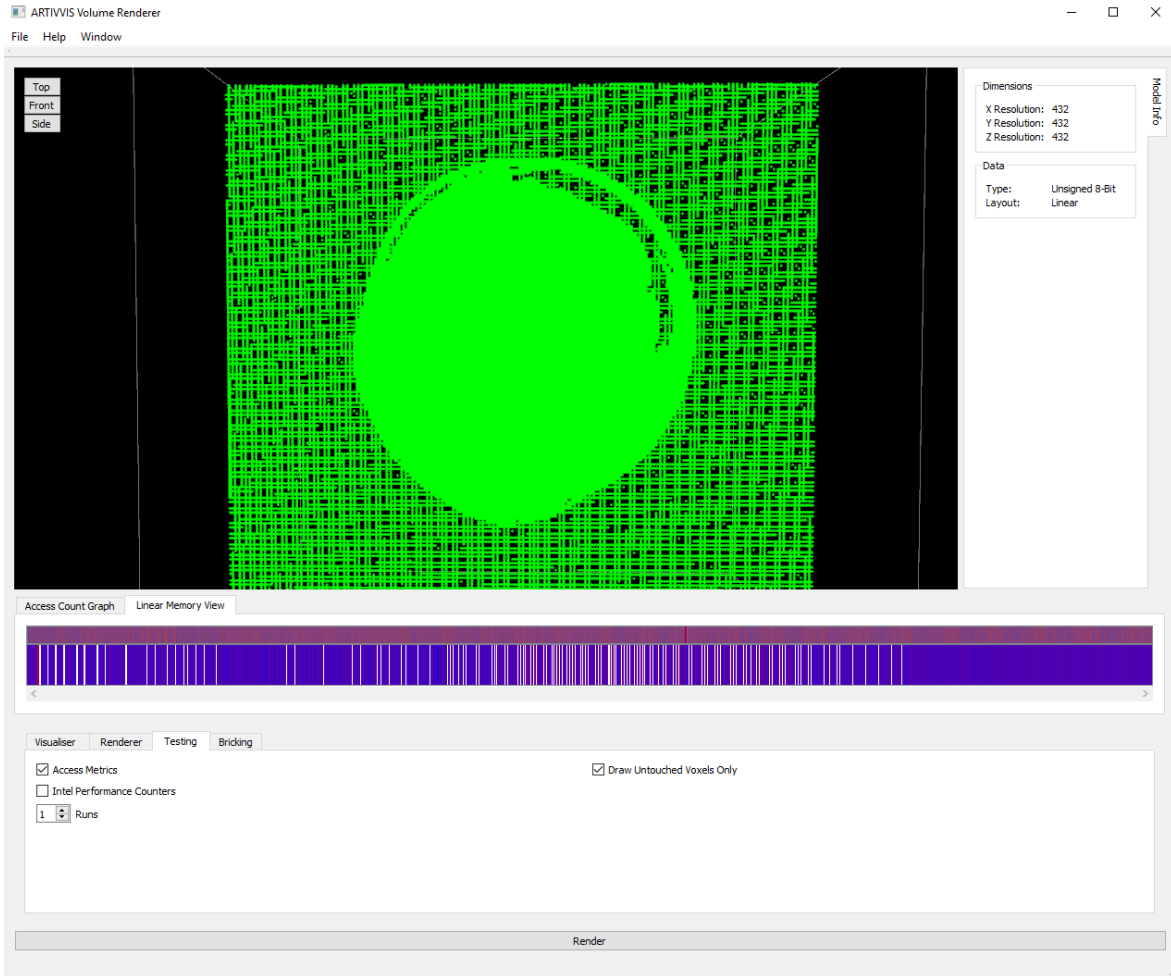 ARTIVVIS Volume Renderer
File Help Window
Top
Front
Side
Model Info
Dimensions
X Resolution: 432
Y Resolution: 432
Z Resolution: 432
Data
Type: Unsigned 8-Bit
Layout: Linear
Access Count Graph Linear Memory View
Visualiser Renderer Testing Bricking
Access Metrics Draw Untouched Voxels Only
Intel Performance Counters
1 Runs
Render